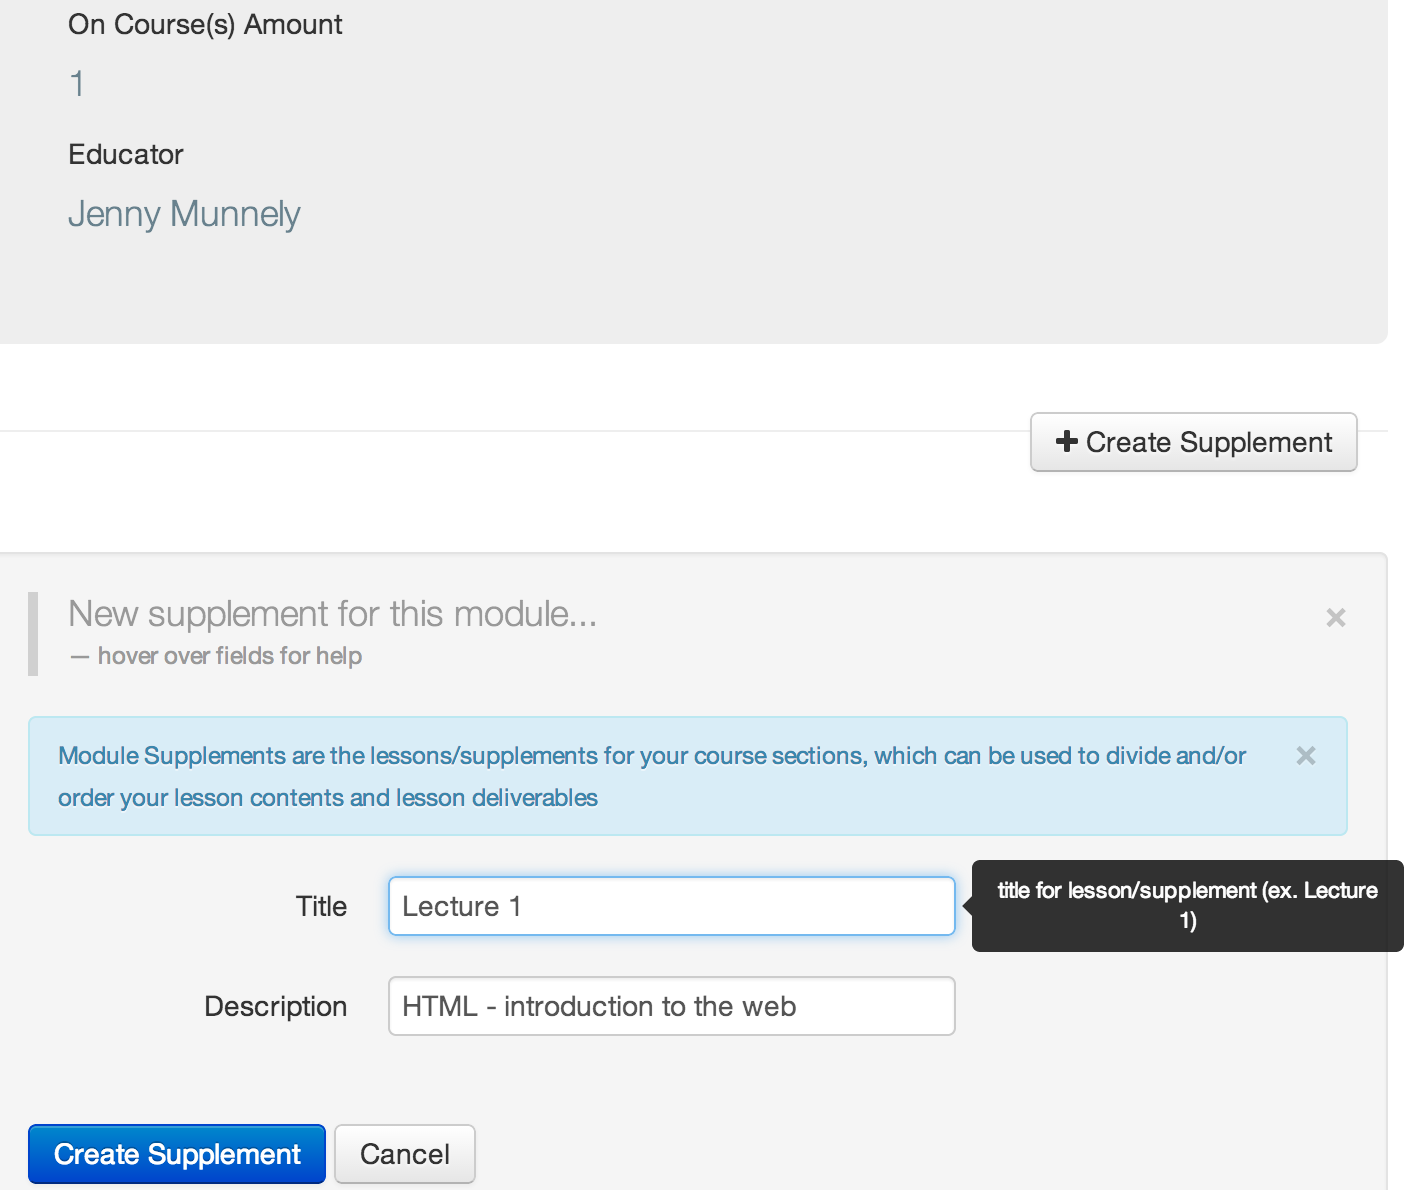 On Course(s) Amount
1
Educator
Jenny Munnely
Create Supplement
New supplement for this module...
— hover over fields for help
Module Supplements are the lessons/supplements for your course sections, which can be used to divide and/or
order your lesson contents and lesson deliverables
Title
Lecture 1
title for lesson/supplement (ex. Lecture
1)
Description
HTML - introduction to the web
Create Supplement
Cancel